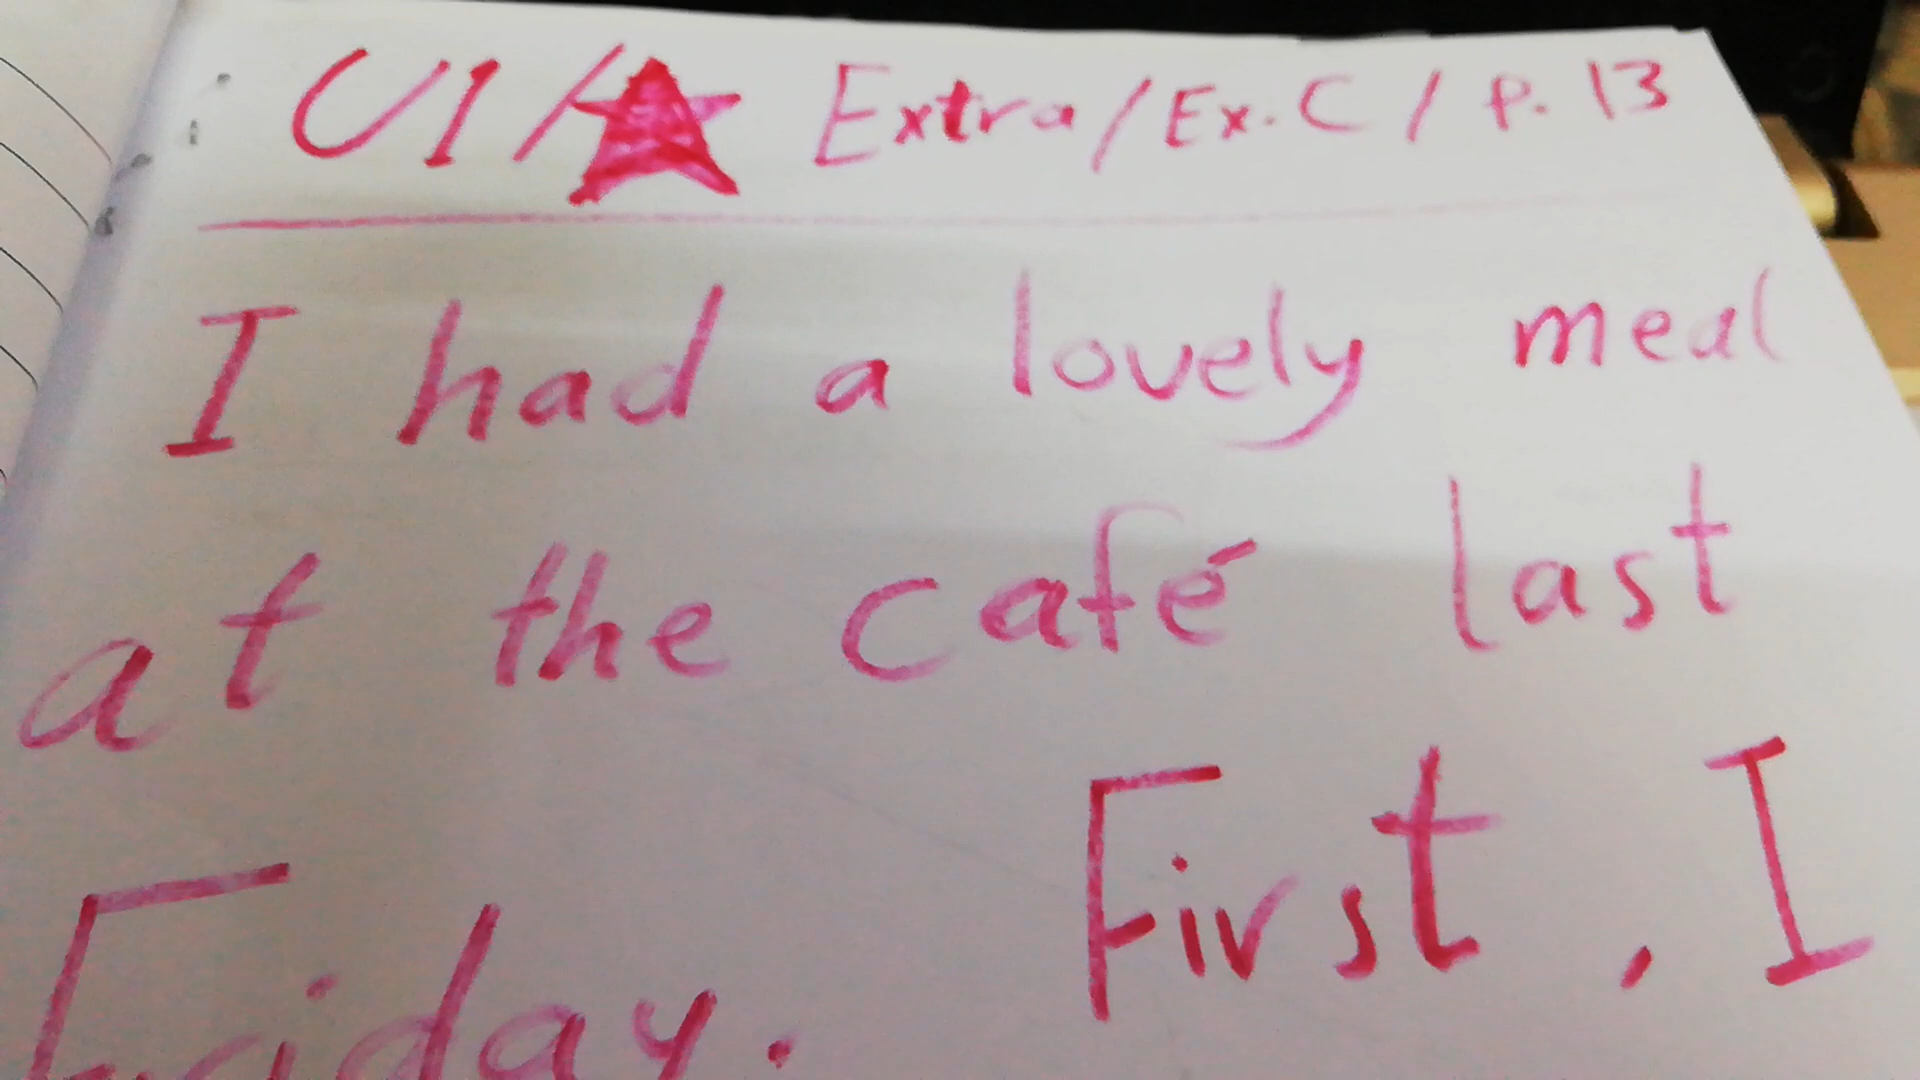 U1/★ Extra/Ex.C/p.13
I had a lovely meal
at the café last
Friday. First, I